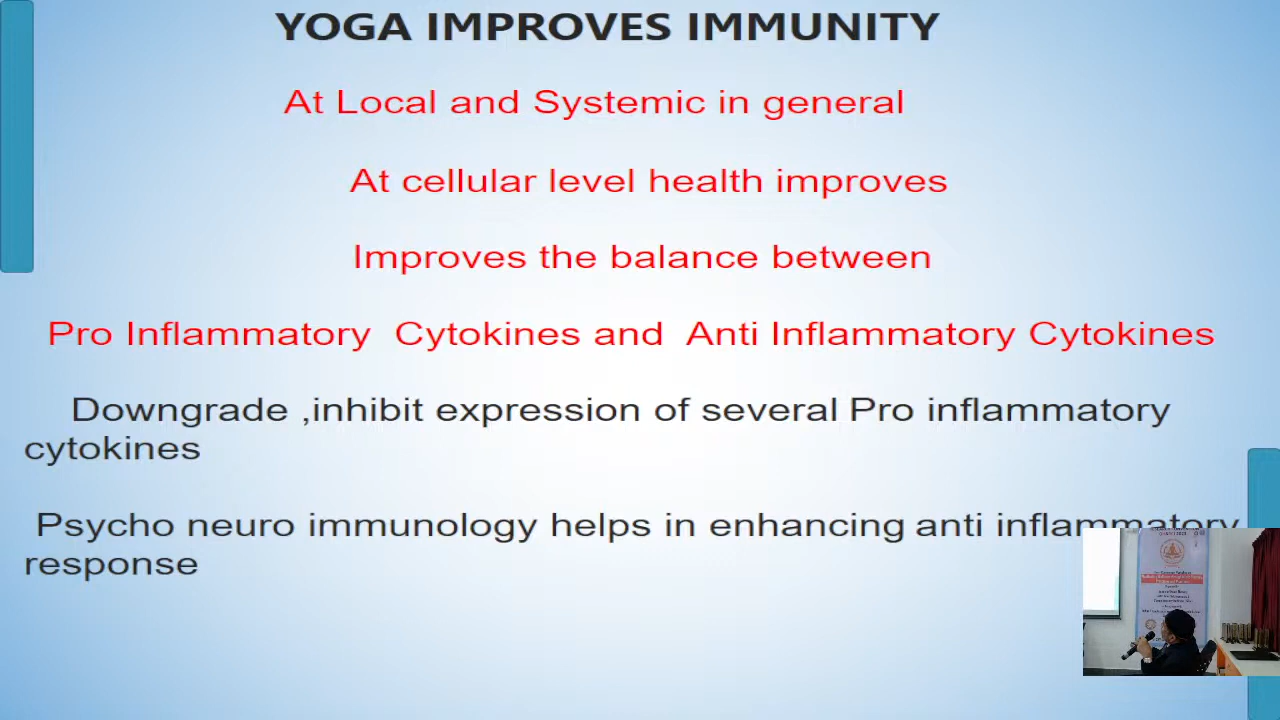 YOGA IMPROVES IMMUNITY
At Local and Systemic in general
At cellular level health improves
Improves the balance between
Pro Inflammatory Cytokines and Anti Inflammatory Cytokines
Downgrade ,inhibit expression of several Pro inflammatory
cytokines
Psycho neuro immunology helps in enhancing anti inflammatory
response